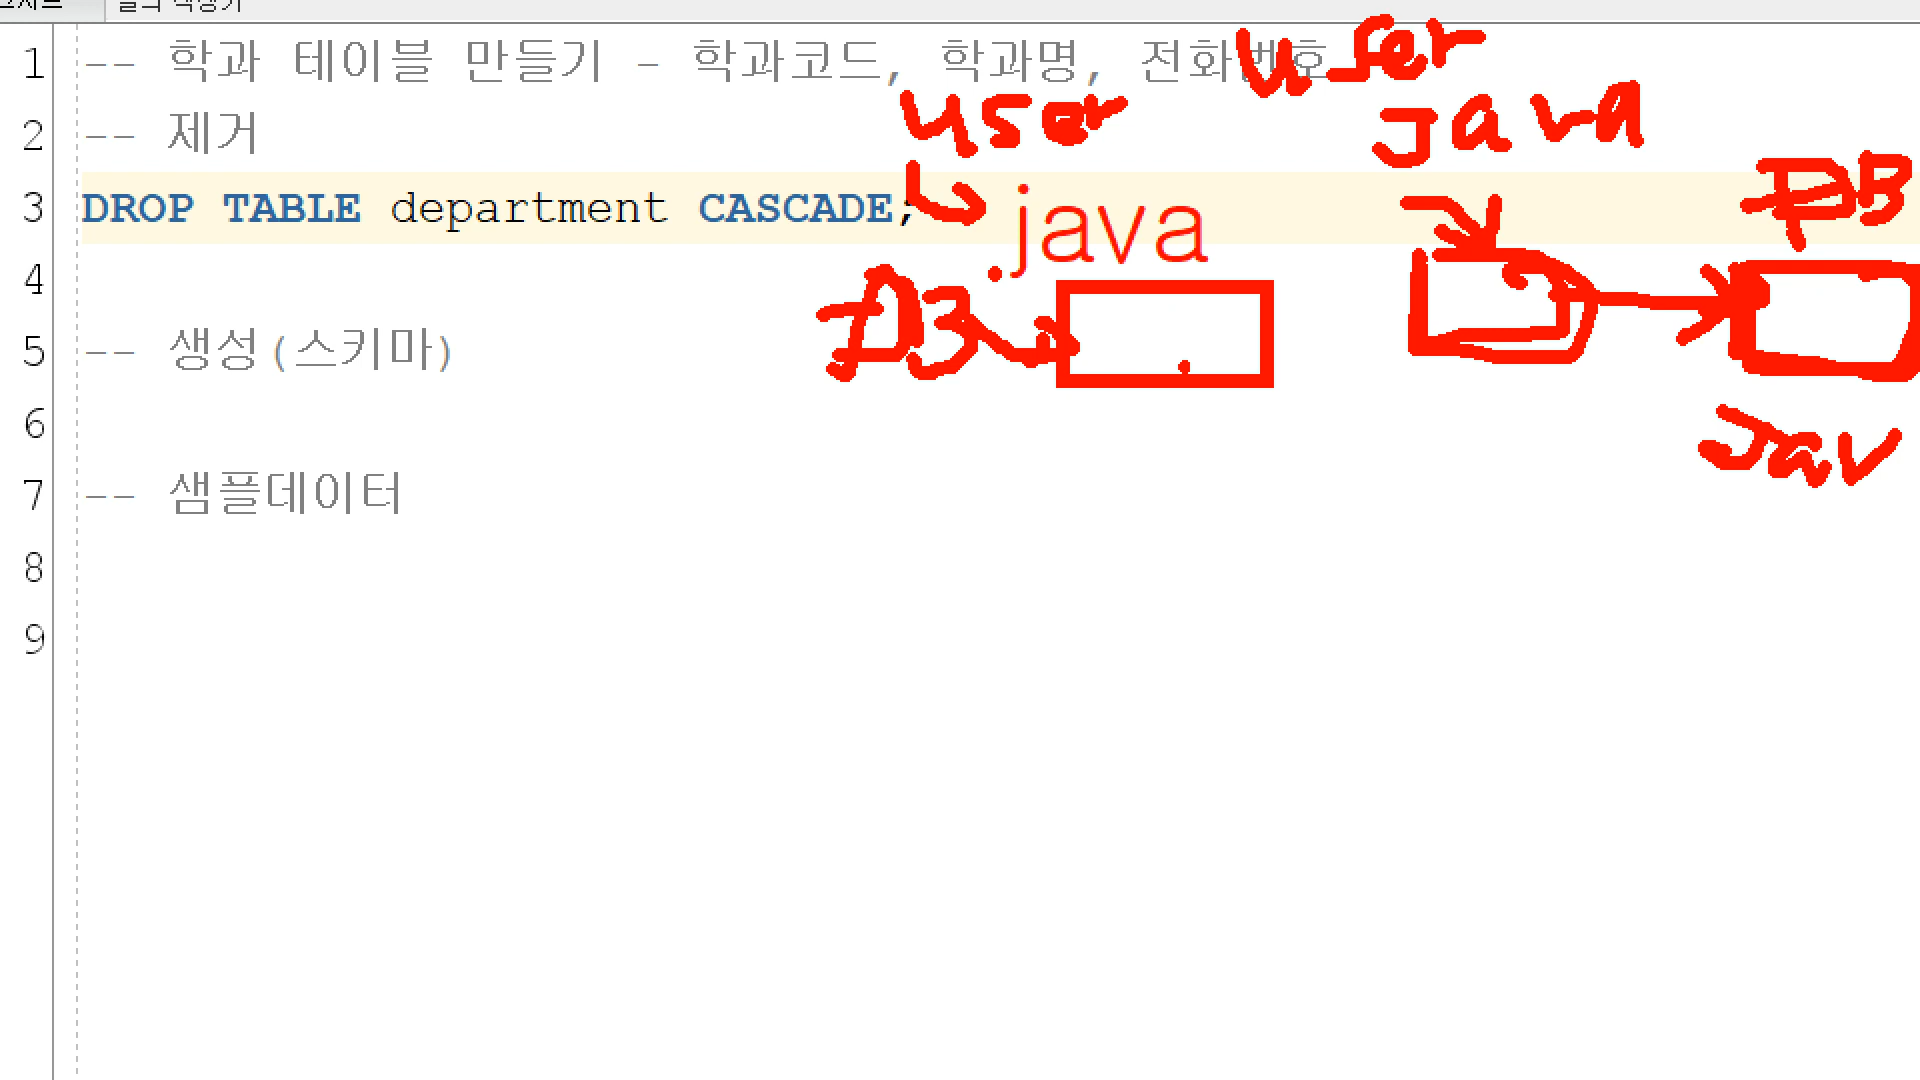 1 -- 학과 테이블 만들기 - 학과코드, 학과명, 전화번호
user
2 -- 제거
user
java
3 DROP TABLE department CASCADE;
.java
DB
4
DB
5 -- 생성(스키마)
6
Jav
7 -- 샘플데이터
8
9